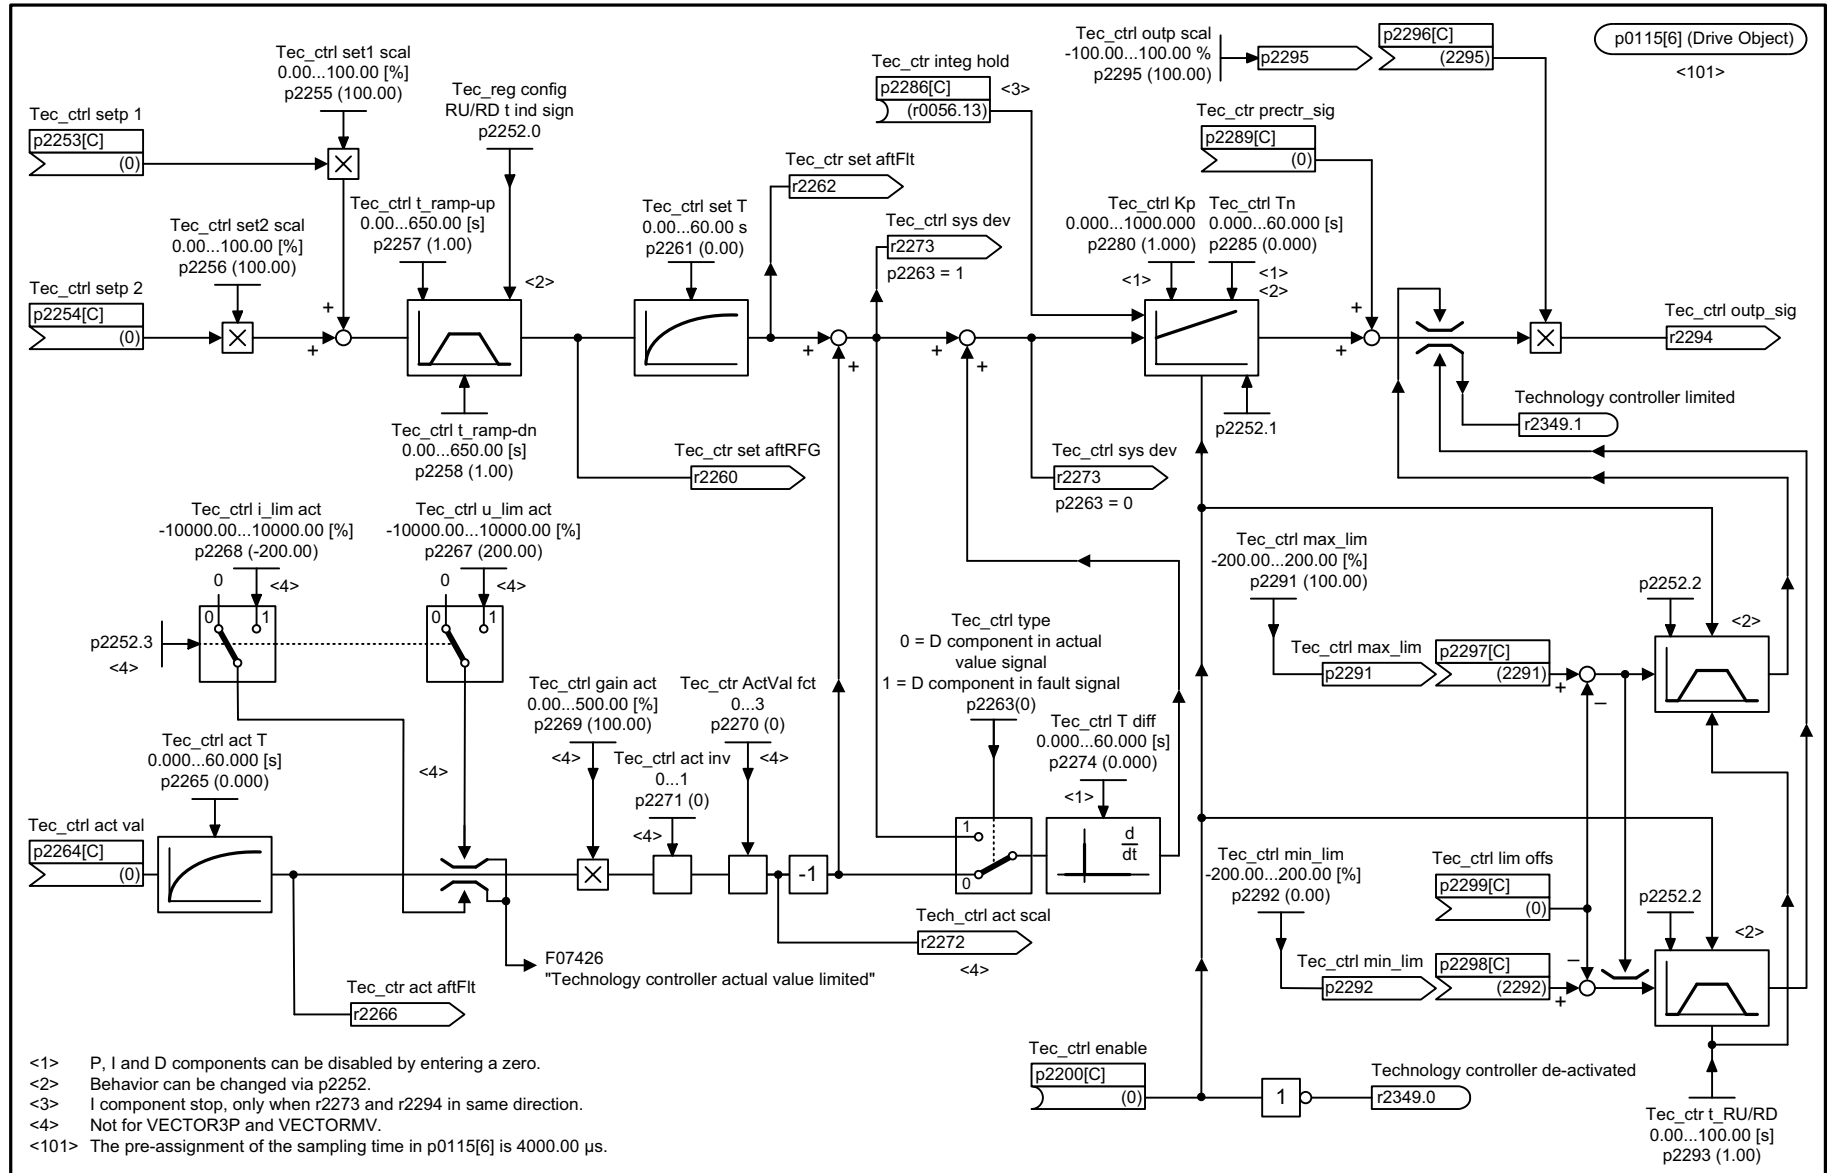 Tec_ctrl setp 1
p2253[C]
(0)
Tec_ctrl set1 scal
0.00...100.00 [%]
p2255 (100.00)
Tec_reg config
RU/RD t ind sign
p2252.0
Tec_ctrl set2 scal
0.00...100.00 [%]
p2256 (100.00)
Tec_ctrl setp 2
p2254[C]
(0)
+
+
Tec_ctrl t_ramp-up
0.00...650.00 [s]
p2257 (1.00)
<2>
Tec_ctrl t_ramp-dn
0.00...650.00 [s]
p2258 (1.00)
Tec_ctrl set T
0.00...60.00 s
p2261 (0.00)
Tec_ctr set aftFlt
r2262
Tec_ctr set aftRFG
r2260
Tec_ctrl sys dev
r2273
p2263 = 1
+
+
+
+
Tec_ctrl sys dev
r2273
p2263 = 0
Tec_ctr integ hold
p2286[C]
(r0056.13)
<3>
Tec_ctrl outp scal
-100.00...100.00 %
p2295 (100.00)
p2295
p2296[C]
(2295)
p0115[6] (Drive Object)
<101>
Tec_ctr prectr_sig
p2289[C]
(0)
Tec_ctrl Kp
0.000...1000.000
p2280 (1.000)
<1>
Tec_ctrl Tn
0.000...60.000 [s]
p2285 (0.000)
<1>
<2>
p2252.1
+
+
Tec_ctrl outp_sig
r2294
Technology controller limited
r2349.1
Tec_ctrl i_lim act
-10000.00...10000.00 [%]
p2268 (-200.00)
0
<4>
0
1
Tec_ctrl u_lim act
-10000.00...10000.00 [%]
p2267 (200.00)
0
<4>
0
1
p2252.3
<4>
<4>
Tec_ctrl act T
0.000...60.000 [s]
p2265 (0.000)
Tec_ctrl act val
p2264[C]
(0)
Tec_ctr act aftFlt
r2266
F07426
"Technology controller actual value limited"
Tec_ctrl gain act
0.00...500.00 [%]
p2269 (100.00)
<4>
Tec_ctrl act inv
0...1
p2271 (0)
<4>
Tec_ctr ActVal fct
0...3
p2270 (0)
<4>
-1
Tech_ctrl act scal
r2272
<4>
Tec_ctrl type
0 = D component in actual
value signal
1 = D component in fault signal
p2263(0)
1
0
Tec_ctrl T diff
0.000...60.000 [s]
p2274 (0.000)
<1>
d
dt
Tec_ctrl max_lim
-200.00...200.00 [%]
p2291 (100.00)
Tec_ctrl max_lim
p2291
p2297[C]
(2291)
+
–
p2252.2
<2>
Tec_ctrl min_lim
-200.00...200.00 [%]
p2292 (0.00)
Tec_ctrl lim offs
p2299[C]
(0)
Tec_ctrl min_lim
p2292
p2298[C]
(2292)
–
+
p2252.2
<2>
Tec_ctrl enable
p2200[C]
(0)
1
Technology controller de-activated
r2349.0
Tec_ctr t_RU/RD
0.00...100.00 [s]
p2293 (1.00)
<1> P, I and D components can be disabled by entering a zero.
<2> Behavior can be changed via p2252.
<3> I component stop, only when r2273 and r2294 in same direction.
<4> Not for VECTOR3P and VECTORMV.
<101> The pre-assignment of the sampling time in p0115[6] is 4000.00 µs.